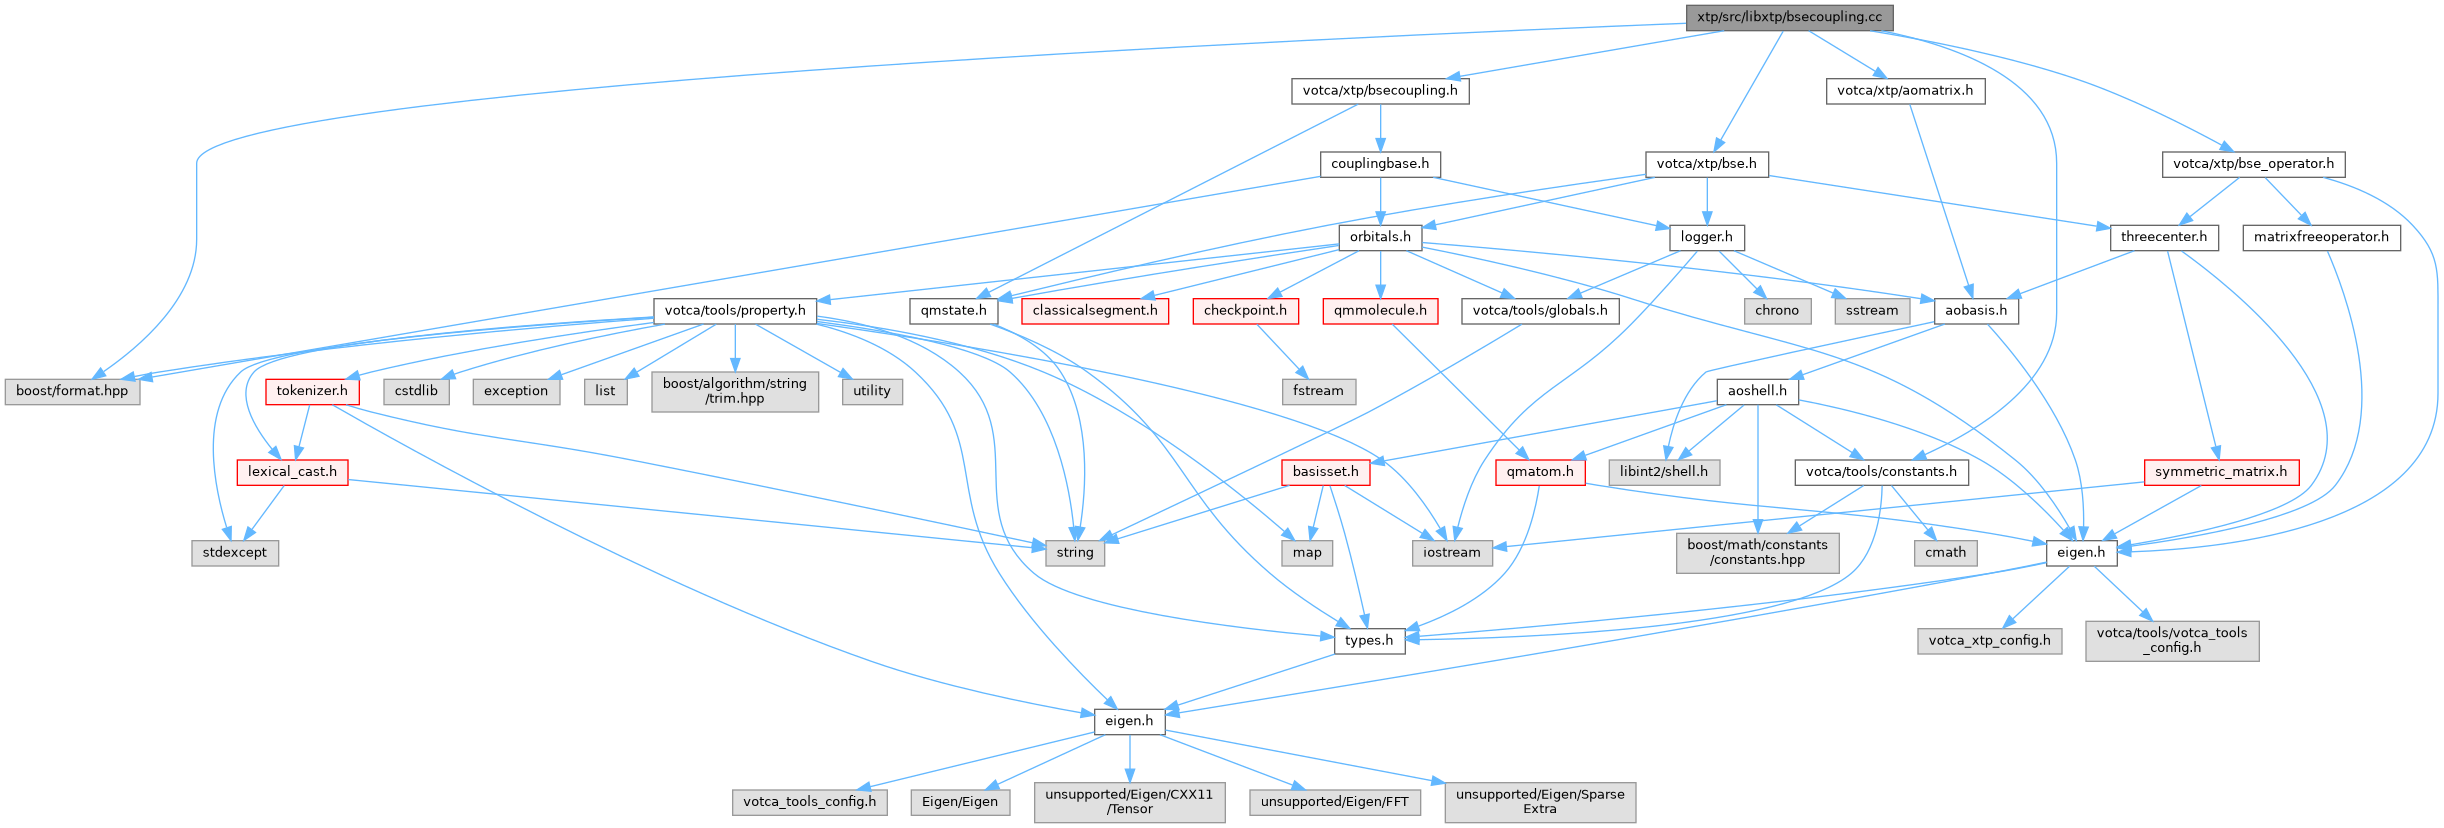 xtp/src/libxtp/bsecoupling.cc
votca/xtp/bsecoupling.h
votca/xtp/aomatrix.h
couplingbase.h
votca/xtp/bse.h
votca/xtp/bse_operator.h
orbitals.h
logger.h
threecenter.h
matrixfreeoperator.h
votca/tools/property.h
qmstate.h
classicalsegment.h
checkpoint.h
qmmolecule.h
votca/tools/globals.h
chrono
sstream
aobasis.h
boost/format.hpp
tokenizer.h
cstdlib
exception
list
boost/algorithm/string
/trim.hpp
utility
fstream
aoshell.h
lexical_cast.h
basisset.h
qmatom.h
libint2/shell.h
votca/tools/constants.h
symmetric_matrix.h
stdexcept
string
map
iostream
boost/math/constants
/constants.hpp
cmath
eigen.h
types.h
votca_xtp_config.h
votca/tools/votca_tools
_config.h
eigen.h
votca_tools_config.h
Eigen/Eigen
unsupported/Eigen/CXX11
/Tensor
unsupported/Eigen/FFT
unsupported/Eigen/Sparse
Extra